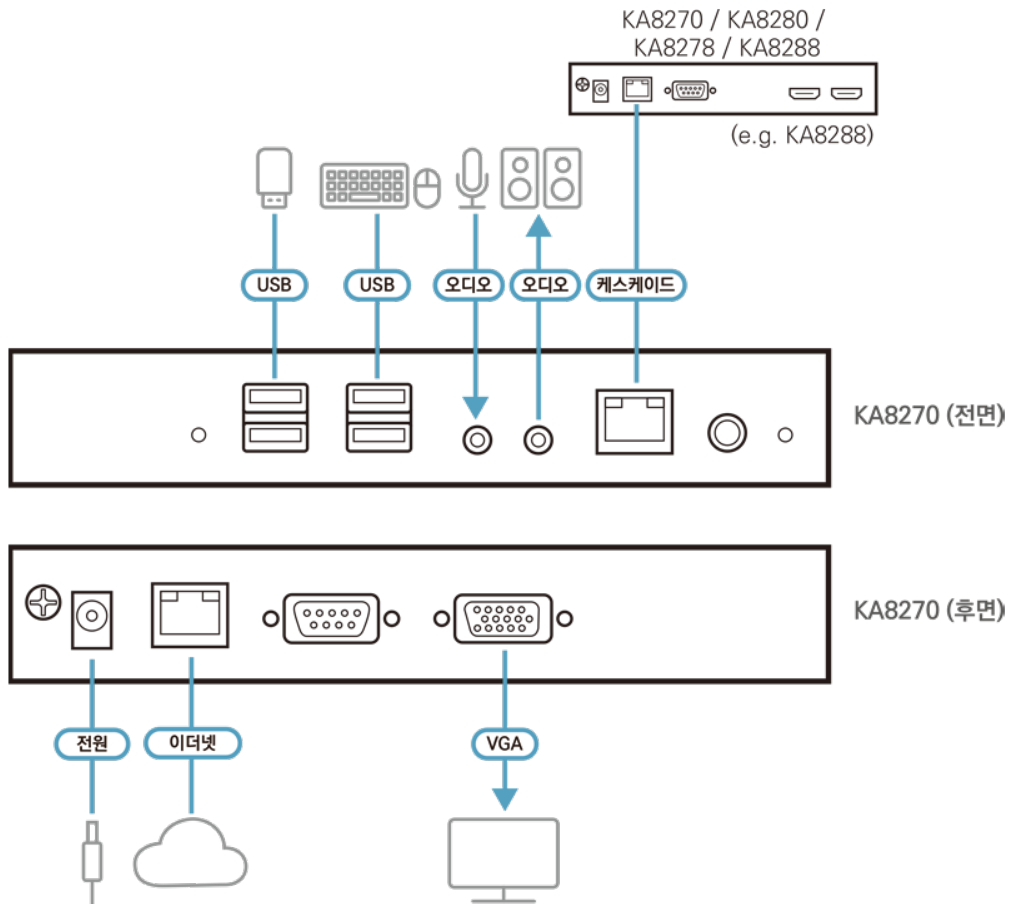 KA8270 / KA8280 /
KA8278 / KA8288
(e.g. KA8288)
USB
USB
오디오
오디오
케스케이드
KA8270 (전면)
KA8270 (후면)
전원
이더넷
VGA